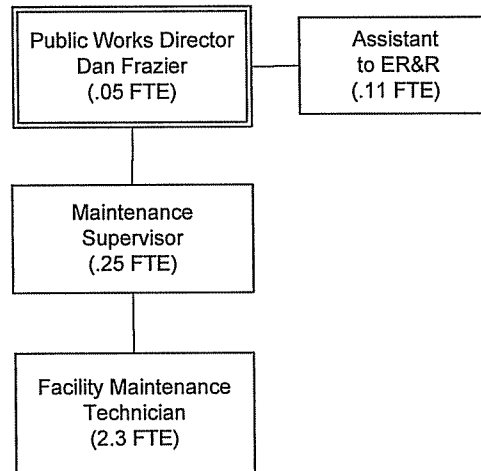 Public Works Director
Dan Frazier
(.05 FTE)
Assistant
to ER&R
(.11 FTE)
Maintenance
Supervisor
(.25 FTE)
Facility Maintenance
Technician
(2.3 FTE)